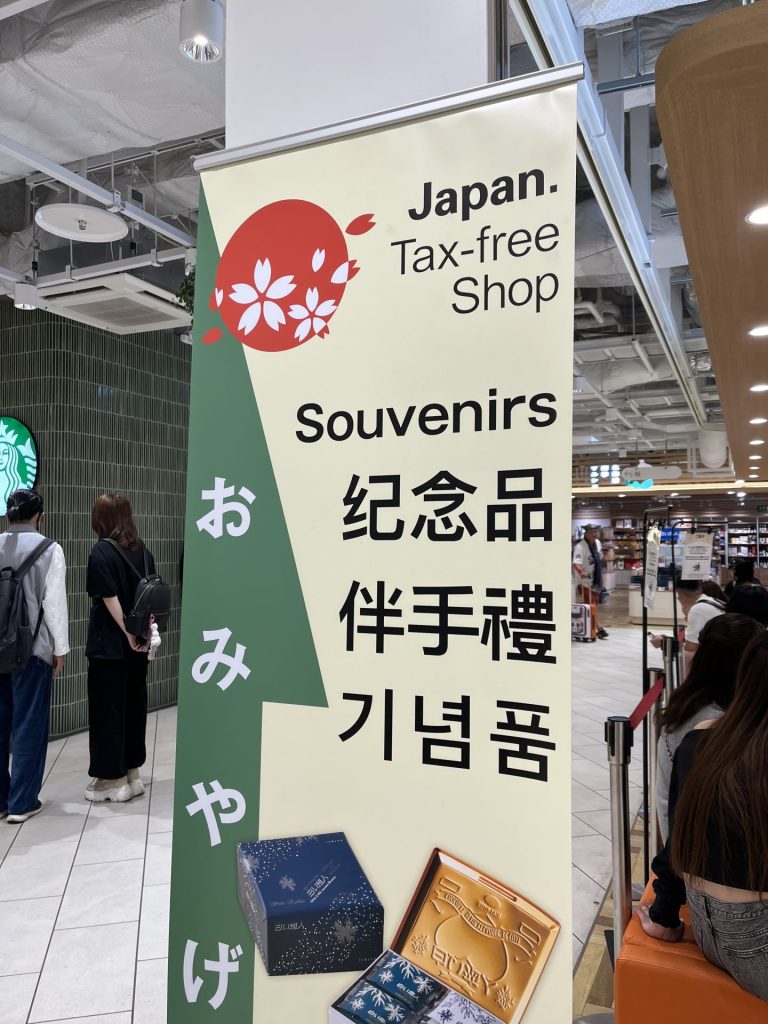 Japan.
Tax-free
Shop
Souvenirs
纪念品
伴手禮
기념품
おみやげ